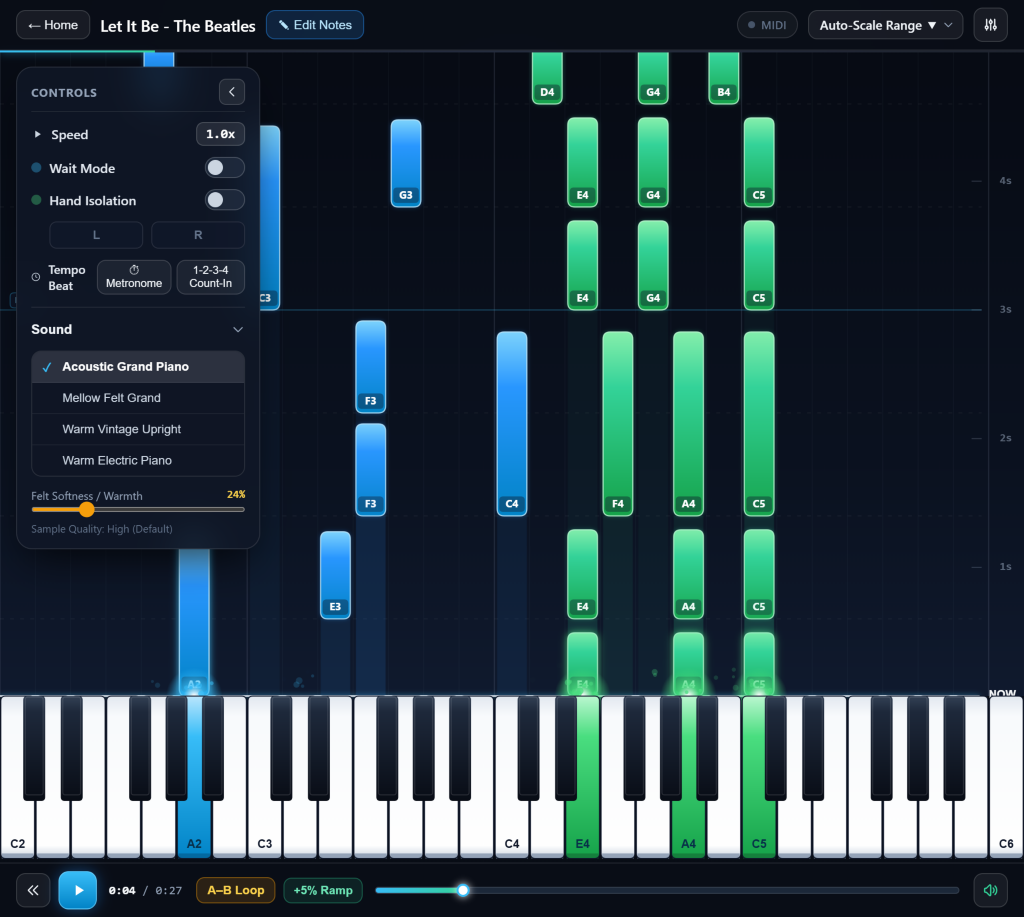 ← Home
Let It Be - The Beatles
Edit Notes
MIDI
Auto-Scale Range ▼
CONTROLS
Speed
1.0x
Wait Mode
Hand Isolation
L R
Tempo Beat
Metronome
1-2-3-4
Count-In
Sound
✓ Acoustic Grand Piano
Mellow Felt Grand
Warm Vintage Upright
Warm Electric Piano
Felt Softness / Warmth 24%
Sample Quality: High (Default)
D4 G4 B4
G3 E4 G4 C5
4s
C3 E4 G4 C5
3s
F3
2s
F3 C4 F4 A4 C5
1s
E3 E4 A4 C5
A2 E4 A4 C5
NOW
C2 A2 C3 C4 E4 A4 C5 C6
0:04 / 0:27
A–B Loop
+5% Ramp